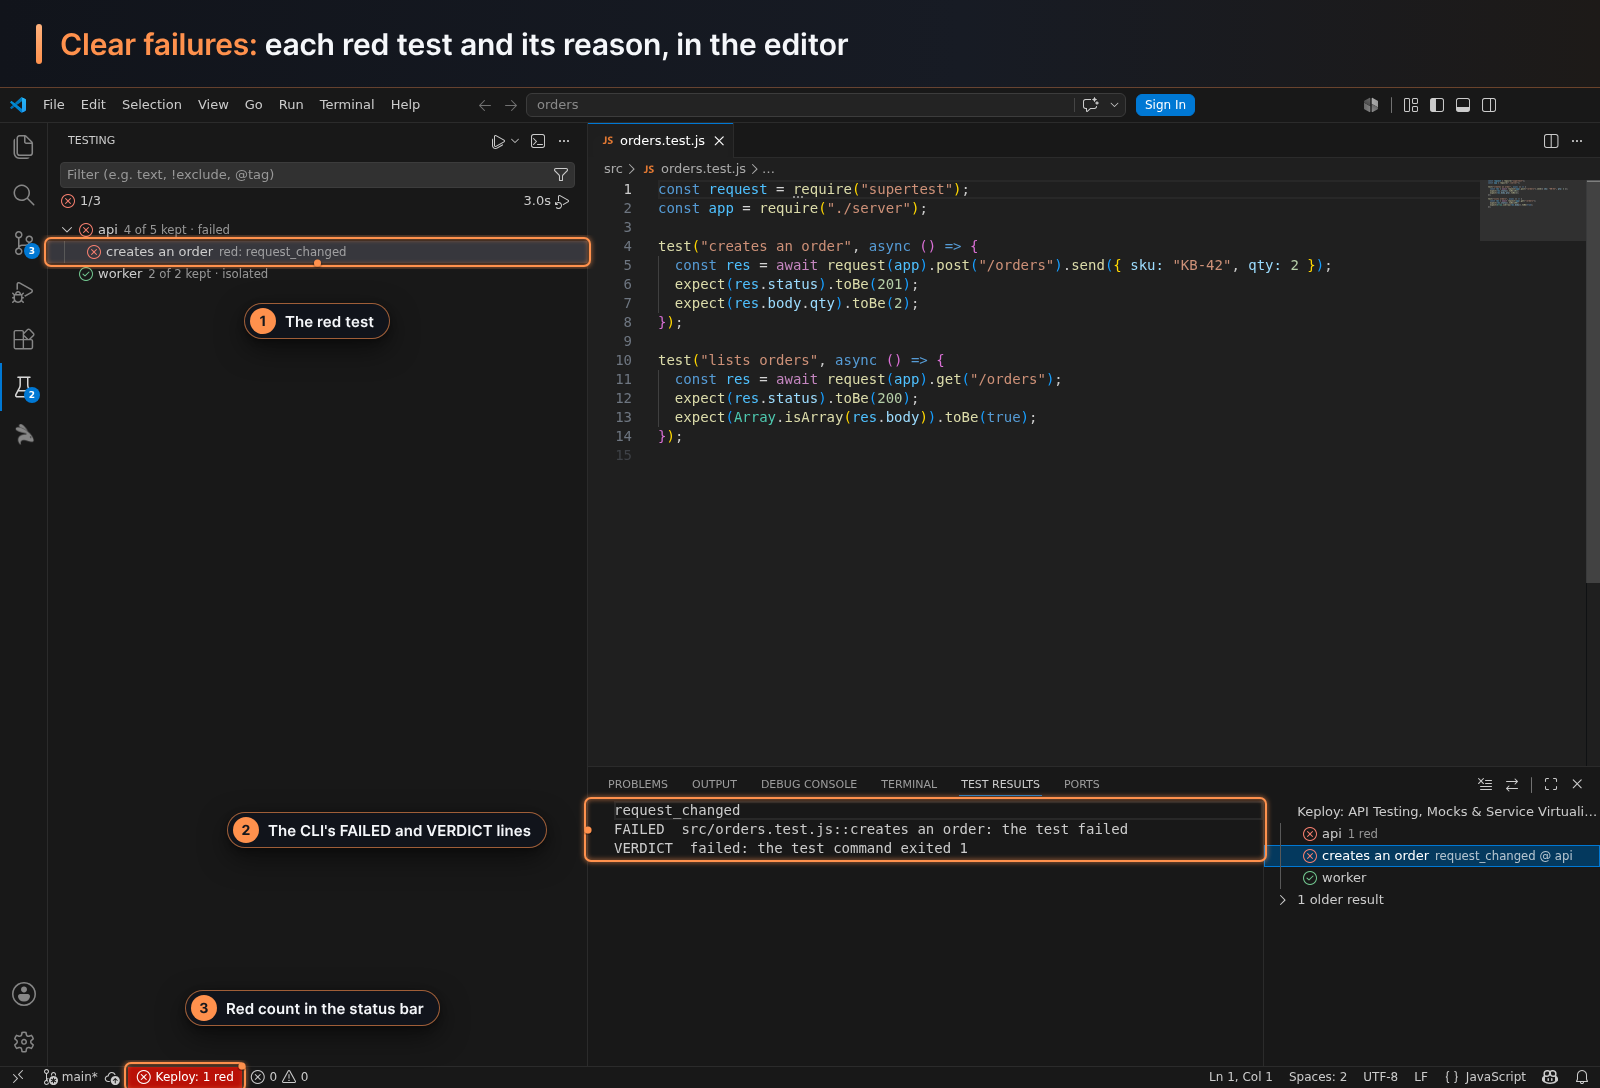 Clear failures: each red test and its reason, in the editor
File Edit Selection View Go Run Terminal Help
orders
Sign In
TESTING
Filter (e.g. text, !exclude, @tag)
1/3
3.0s
api 4 of 5 kept · failed
creates an order red: request_changed
worker 2 of 2 kept · isolated
1 The red test
3
2
JS orders.test.js
src > JS orders.test.js > ...
1 const request = require("supertest");
2 const app = require("./server");
3
4 test("creates an order", async () => {
5 const res = await request(app).post("/orders").send({ sku: "KB-42", qty: 2 });
6 expect(res.status).toBe(201);
7 expect(res.body.qty).toBe(2);
8 });
9
10 test("lists orders", async () => {
11 const res = await request(app).get("/orders");
12 expect(res.status).toBe(200);
13 expect(Array.isArray(res.body)).toBe(true);
14 });
15
PROBLEMS OUTPUT DEBUG CONSOLE TERMINAL TEST RESULTS PORTS
2 The CLI's FAILED and VERDICT lines
request_changed
FAILED src/orders.test.js::creates an order: the test failed
VERDICT failed: the test command exited 1
Keploy: API Testing, Mocks & Service Virtuali...
api 1 red
creates an order request_changed @ api
worker
1 older result
3 Red count in the status bar
main* Keploy: 1 red 0 0
Ln 1, Col 1 Spaces: 2 UTF-8 LF { } JavaScript